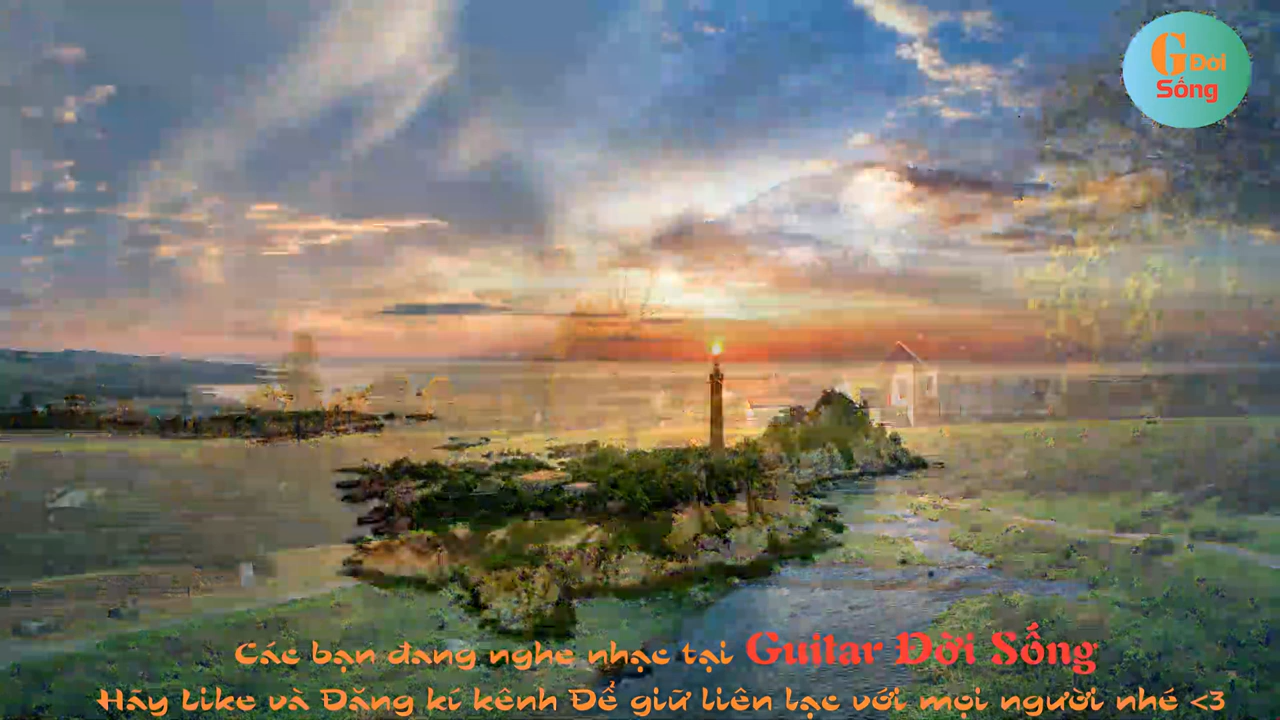 G Đời
Sống
Các bạn đang nghe nhạc tại Guitar Đời Sống
Hãy Like và Đăng kí kênh Để giữ liên lạc với mọi người nhé <3